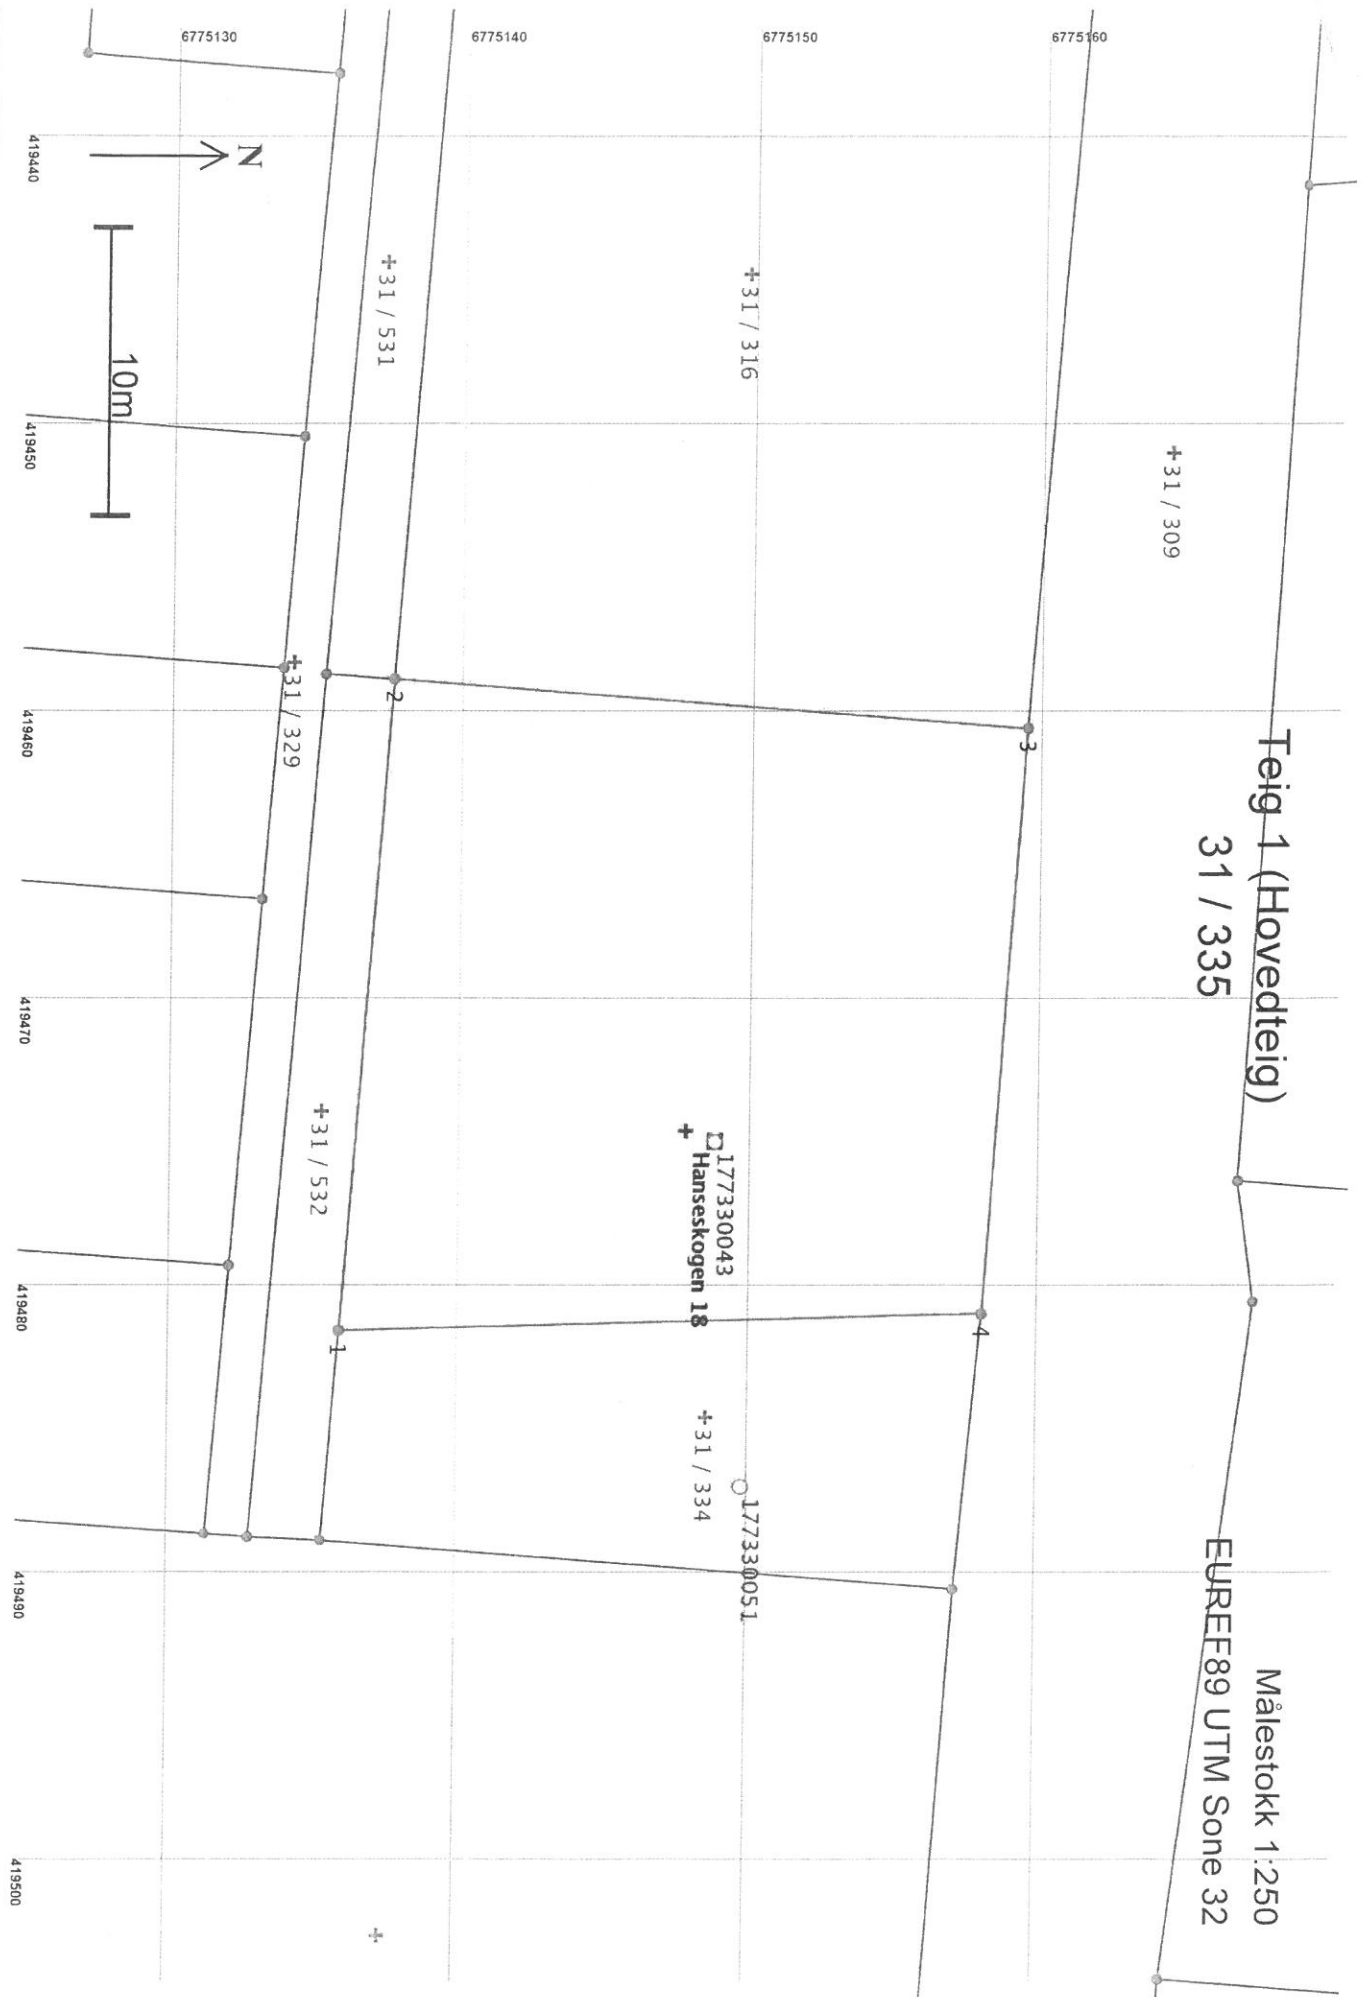 Teig 1 (Hovedteig)
31 / 335
Målestokk 1:250
EUREF89 UTM Sone 32
6775160
6775150
6775140
6775130
31 / 309
31 / 316
31 / 531
31 / 329
31 / 532
31 / 334
3
2
4
1
177330043
Hanseskogen 18
177330051
N
10m
419440
419450
419460
419470
419480
419490
419500